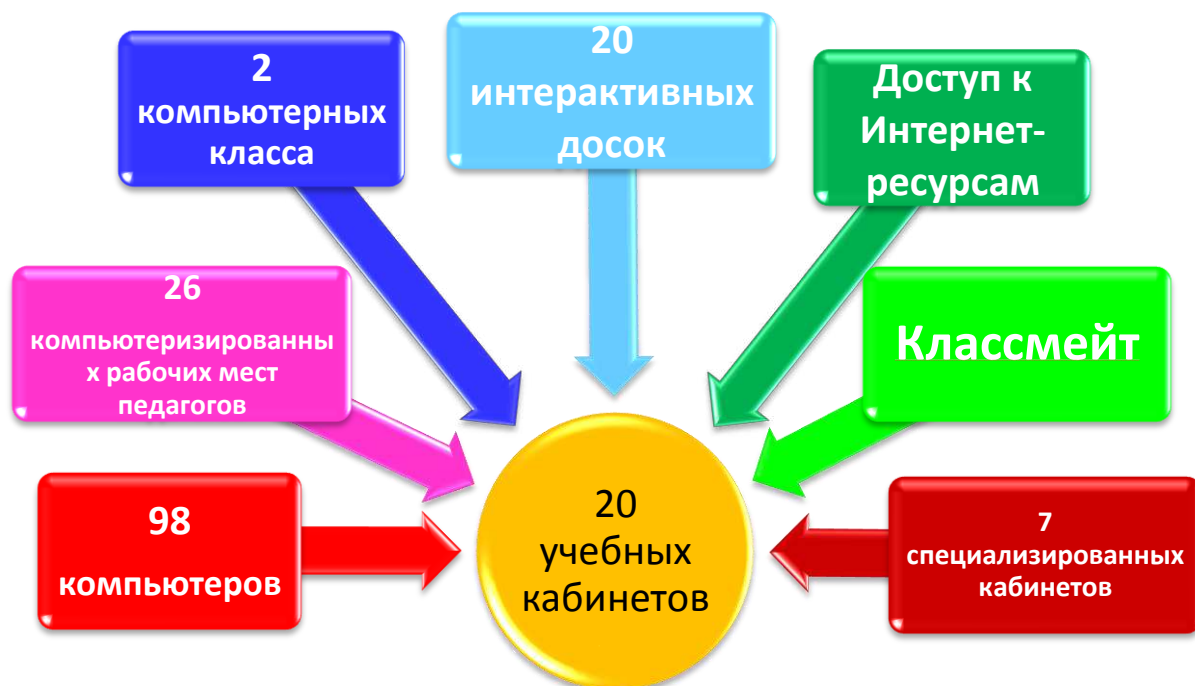 2
компьютерных
класса
20
интерактивных
досок
Доступ к
Интернет-
ресурсам
26
компьютеризированны
х рабочих мест
педагогов
Классмейт
98
компьютеров
20
учебных
кабинетов
7
специализированных
кабинетов